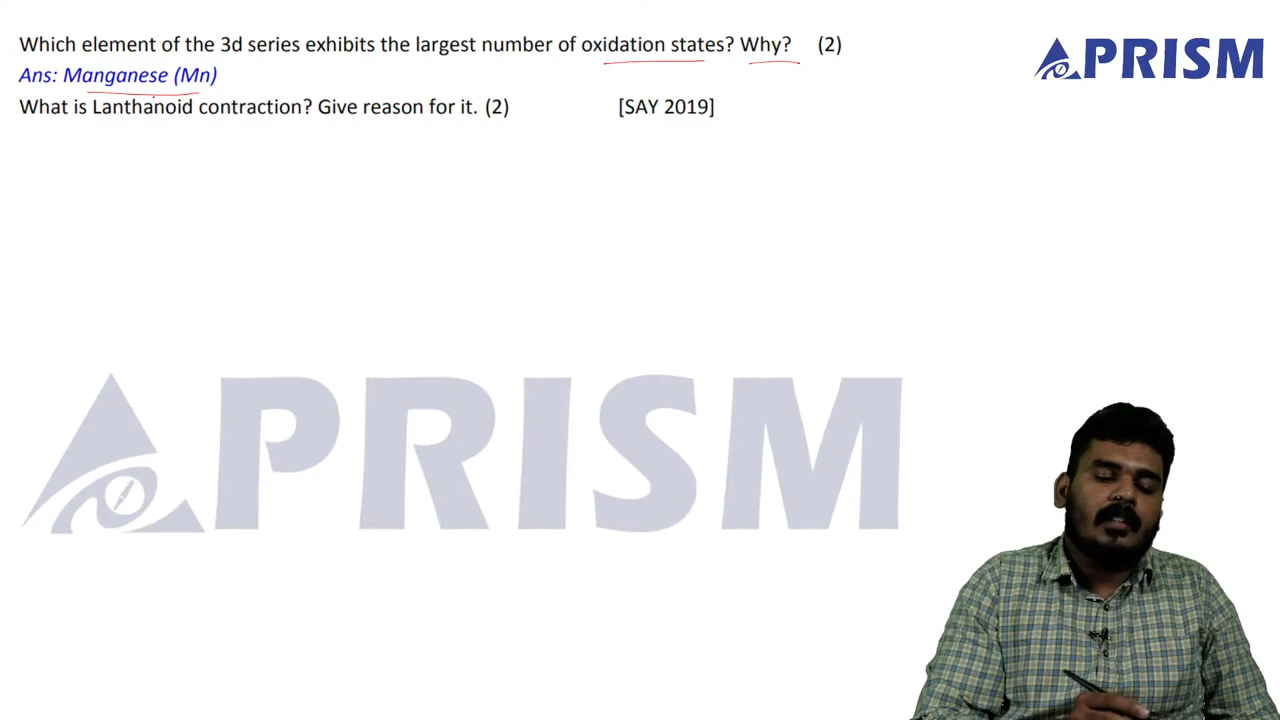 Which element of the 3d series exhibits the largest number of oxidation states? Why? (2)
PRISM
Ans: Manganese (Mn)
What is Lanthanoid contraction? Give reason for it. (2) [SAY 2019]
PRISM